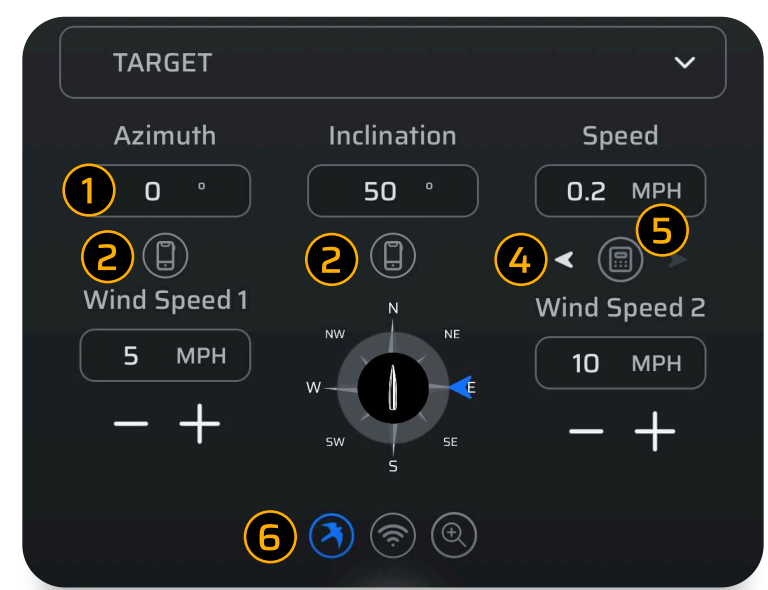 TARGET
Azimuth Inclination Speed
1 0 ° 50 ° 0.2 MPH
2 2 4 5
Wind Speed 1 Wind Speed 2
5 MPH 10 MPH
N
NW NE
W E
SW SE
S
6